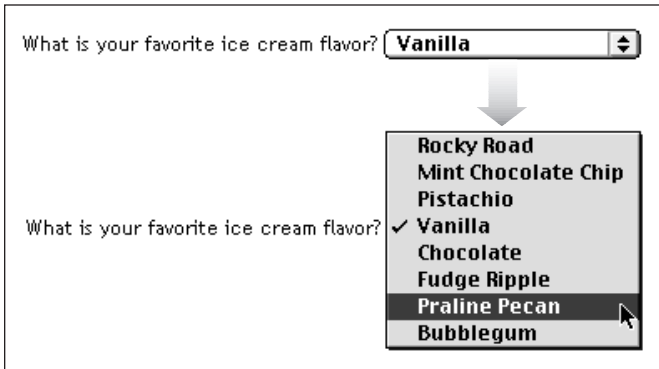 What is your favorite ice cream flavor? Vanilla
Rocky Road
Mint Chocolate Chip
Pistachio
What is your favorite ice cream flavor? ✓ Vanilla
Chocolate
Fudge Ripple
Praline Pecan
Bubblegum